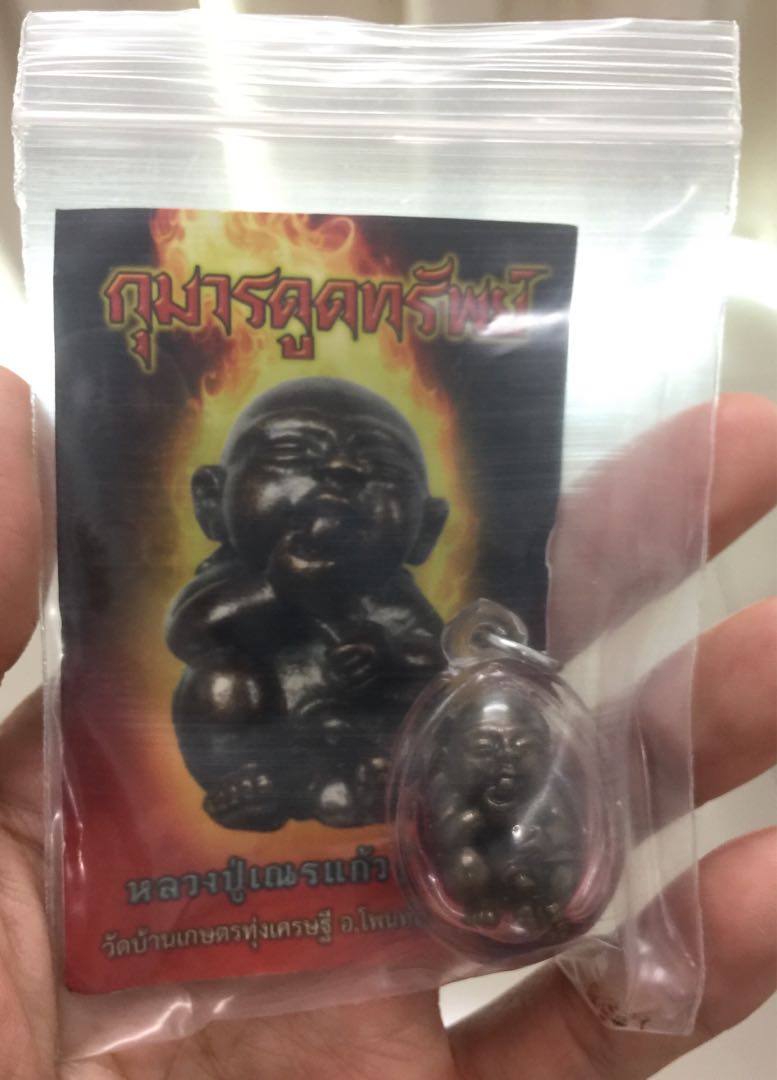 กุมารดูดทรัพย์
หลวงปู่เณรแก้ว
วัดบ้านเกษตรทุ่งเศรษฐี อ.